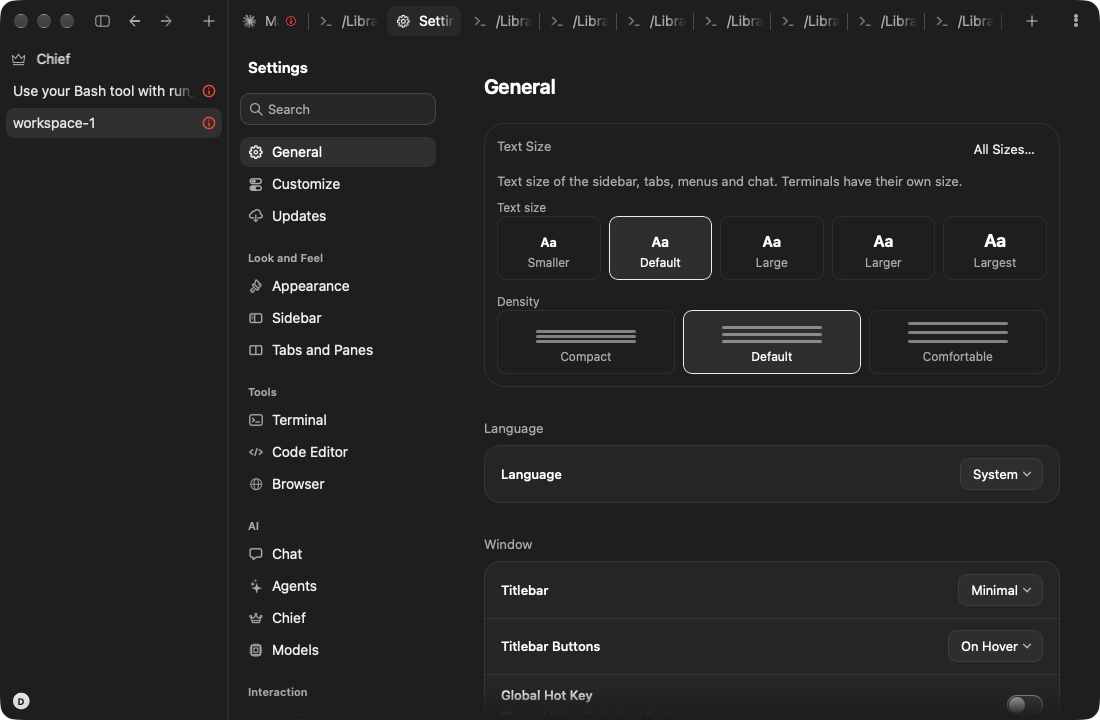 Chief
Use your Bash tool with run
workspace-1
D
M
/Libra
Settin
/Libra
/Libra
/Libra
/Libra
/Libra
/Libra
/Libra
Settings
Search
General
Customize
Updates
Look and Feel
Appearance
Sidebar
Tabs and Panes
Tools
Terminal
Code Editor
Browser
AI
Chat
Agents
Chief
Models
Interaction
General
Text Size
All Sizes...
Text size of the sidebar, tabs, menus and chat. Terminals have their own size.
Text size
Aa Aa Aa Aa Aa
Smaller Default Large Larger Largest
Density
Compact Default Comfortable
Language
Language System
Window
Titlebar Minimal
Titlebar Buttons On Hover
Global Hot Key